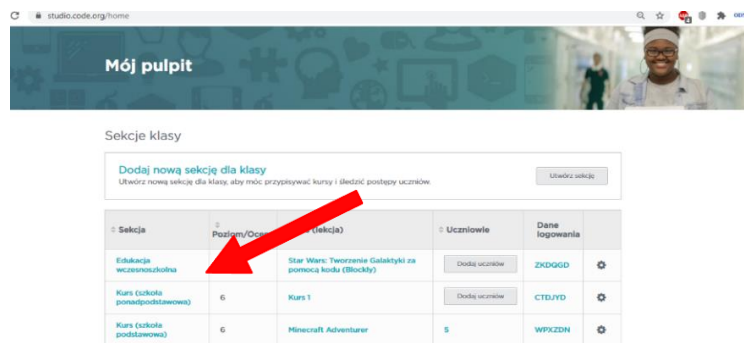 studio.code.org/home
Mój pulpit
Sekcje klasy
Dodaj nową sekcję dla klasy
Utwórz nową sekcję dla klasy, aby móc przypisywać kursy i śledzić postępy uczniów.
Utwórz sekcję
Sekcja
Poziom/Oce
(lekcja)
Uczniowie
Dane
logowania
Edukacja
wczesnoszkolna
Star Wars: Tworzenie Galaktyki za
pomocą kodu (Blockly)
Dodaj uczniów
ZKDQGD
Kurs (szkoła
ponadpodstawowa)
6
Kurs 1
Dodaj uczniów
CTDJYD
Kurs (szkoła
podstawowa)
6
Minecraft Adventurer
5
WPXZDN